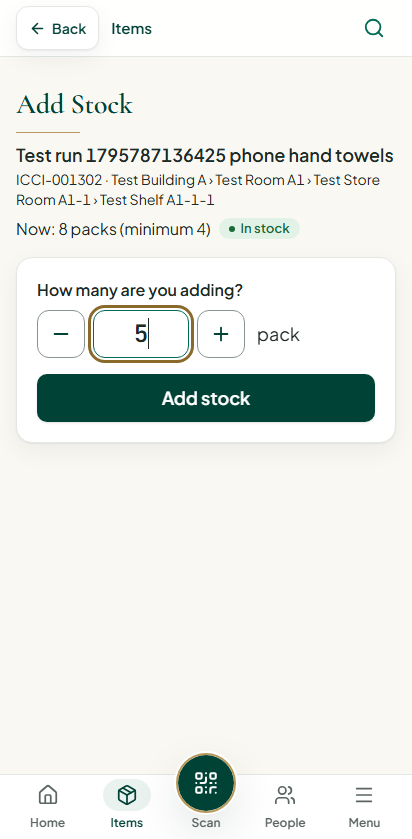 Back
Items
Add Stock
Test run 1795787136425 phone hand towels
ICCI-001302 · Test Building A › Test Room A1 › Test Store
Room A1-1 › Test Shelf A1-1-1
Now: 8 packs (minimum 4)
In stock
How many are you adding?
5
pack
Add stock
Home
Items
Scan
People
Menu